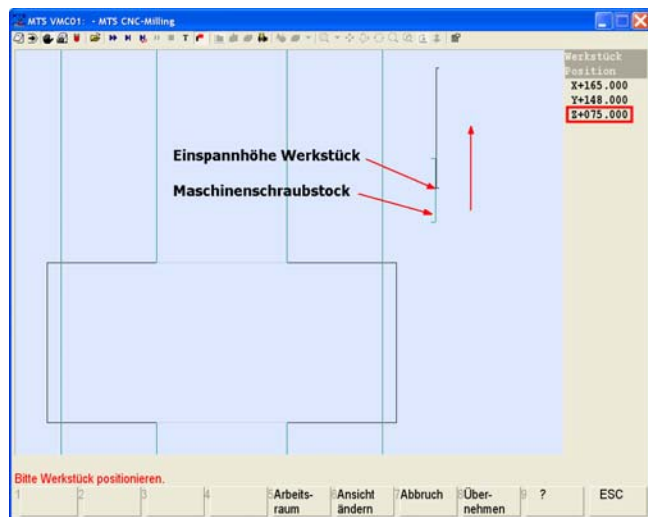 MTS VMC01: - MTS CNC-Milling
Werkstück
Position
X+165.000
Y+148.000
Z+075.000
Einspannhöhe Werkstück
Maschinenschraubstock
Bitte Werkstück positionieren.
1 2 3 4 5 Arbeits-raum 6 Ansicht ändern 7 Abbruch 8 Über-nehmen 9 ? ESC